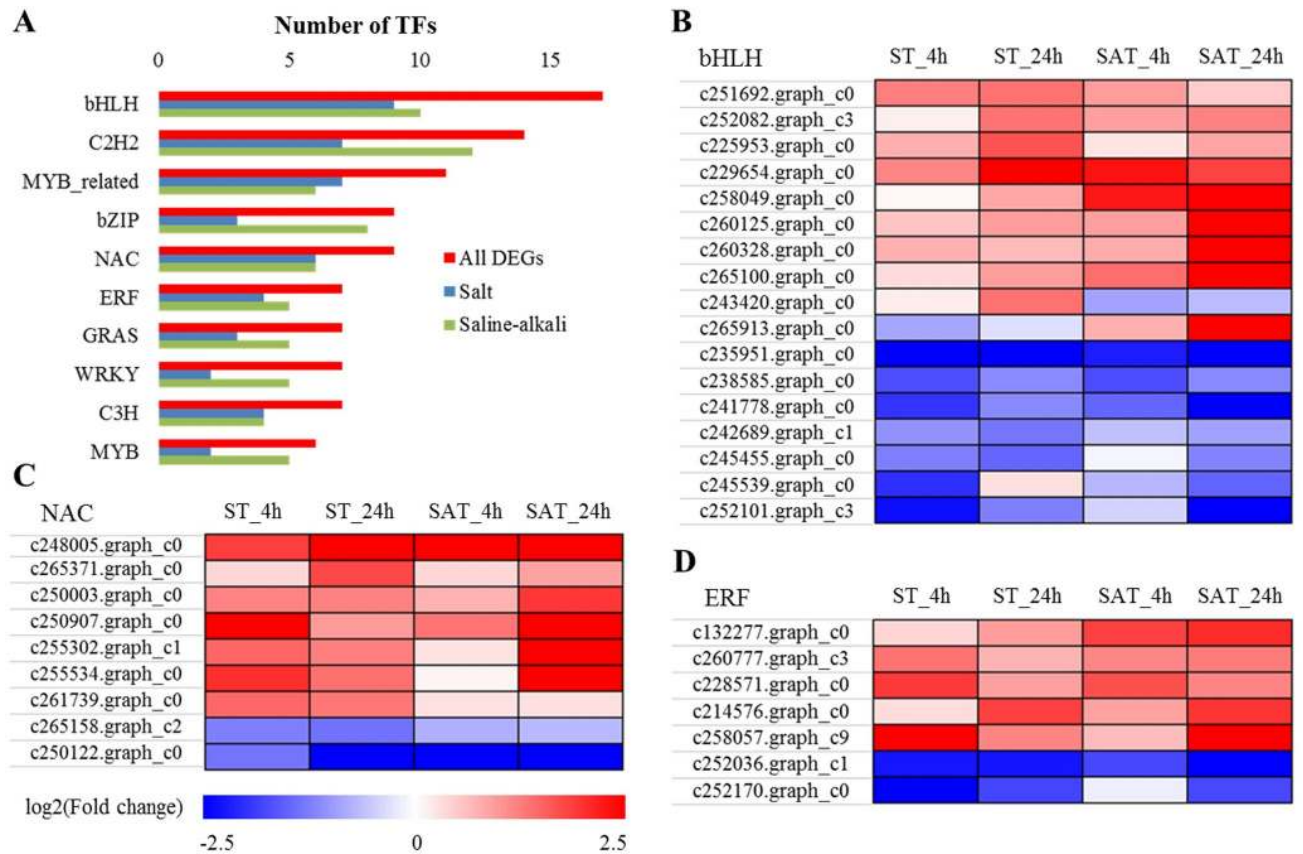 A
Number of TFs
0 5 10 15
bHLH
C2H2
MYB_related
bZIP
NAC
ERF
GRAS
WRKY
C3H
MYB
All DEGs
Salt
Saline-alkali
B
bHLH ST_4h ST_24h SAT_4h SAT_24h
c251692.graph_c0
c252082.graph_c3
c225953.graph_c0
c229654.graph_c0
c258049.graph_c0
c260125.graph_c0
c260328.graph_c0
c265100.graph_c0
c243420.graph_c0
c265913.graph_c0
c235951.graph_c0
c238585.graph_c0
c241778.graph_c0
c242689.graph_c1
c245455.graph_c0
c245539.graph_c0
c252101.graph_c3
C
NAC ST_4h ST_24h SAT_4h SAT_24h
c248005.graph_c0
c265371.graph_c0
c250003.graph_c0
c250907.graph_c0
c255302.graph_c1
c255534.graph_c0
c261739.graph_c0
c265158.graph_c2
c250122.graph_c0
log2(Fold change)
-2.5 0 2.5
D
ERF ST_4h ST_24h SAT_4h SAT_24h
c132277.graph_c0
c260777.graph_c3
c228571.graph_c0
c214576.graph_c0
c258057.graph_c9
c252036.graph_c1
c252170.graph_c0